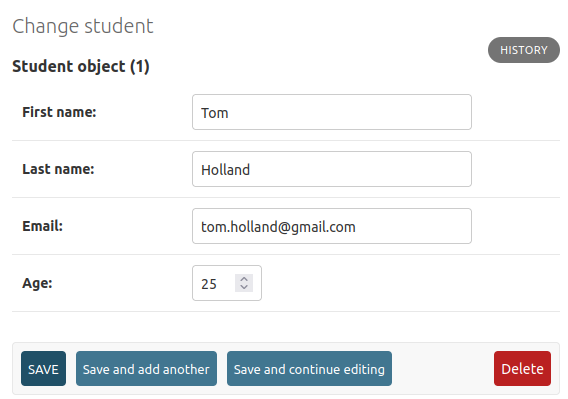 Change student
HISTORY
Student object (1)
First name: Tom
Last name: Holland
Email: tom.holland@gmail.com
Age: 25
SAVE Save and add another Save and continue editing Delete